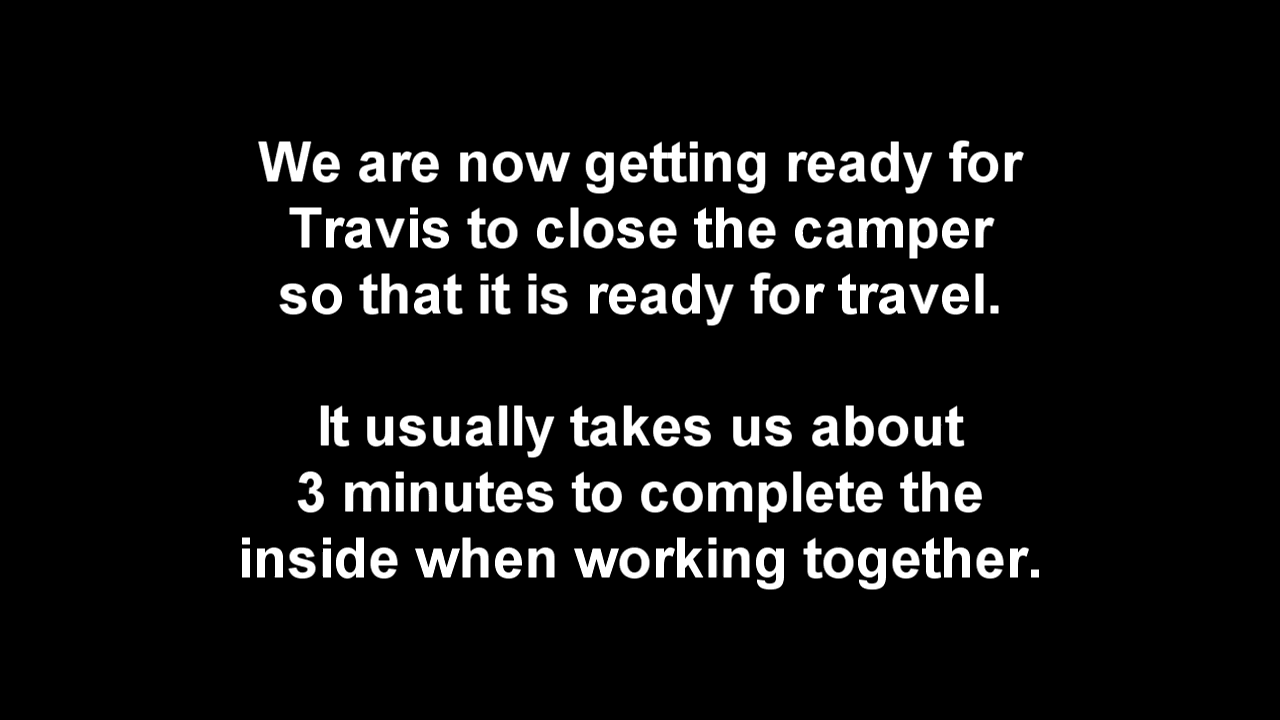 We are now getting ready for
Travis to close the camper
so that it is ready for travel.
It usually takes us about
3 minutes to complete the
inside when working together.